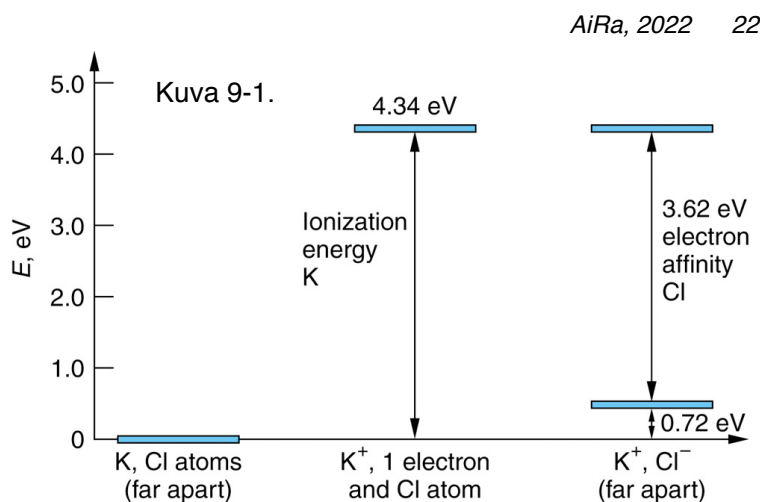 AiRa, 2022 22
Kuva 9-1.
E, eV
5.0
4.0
3.0
2.0
1.0
0
4.34 eV
Ionization
energy
K
3.62 eV
electron
affinity
Cl
0.72 eV
K, Cl atoms
(far apart)
K⁺, 1 electron
and Cl atom
K⁺, Cl⁻
(far apart)